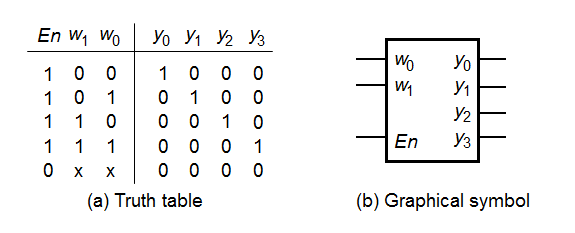 En w1 w0 y0 y1 y2 y3
1 0 0 1 0 0 0
1 0 1 0 1 0 0
1 1 0 0 0 1 0
1 1 1 0 0 0 1
0 x x 0 0 0 0
(a) Truth table
w0 y0
w1 y1
y2
En y3
(b) Graphical symbol